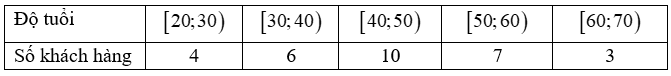 Độ tuổi [20;30) [30;40) [40;50) [50;60) [60;70)
Số khách hàng 4 6 10 7 3